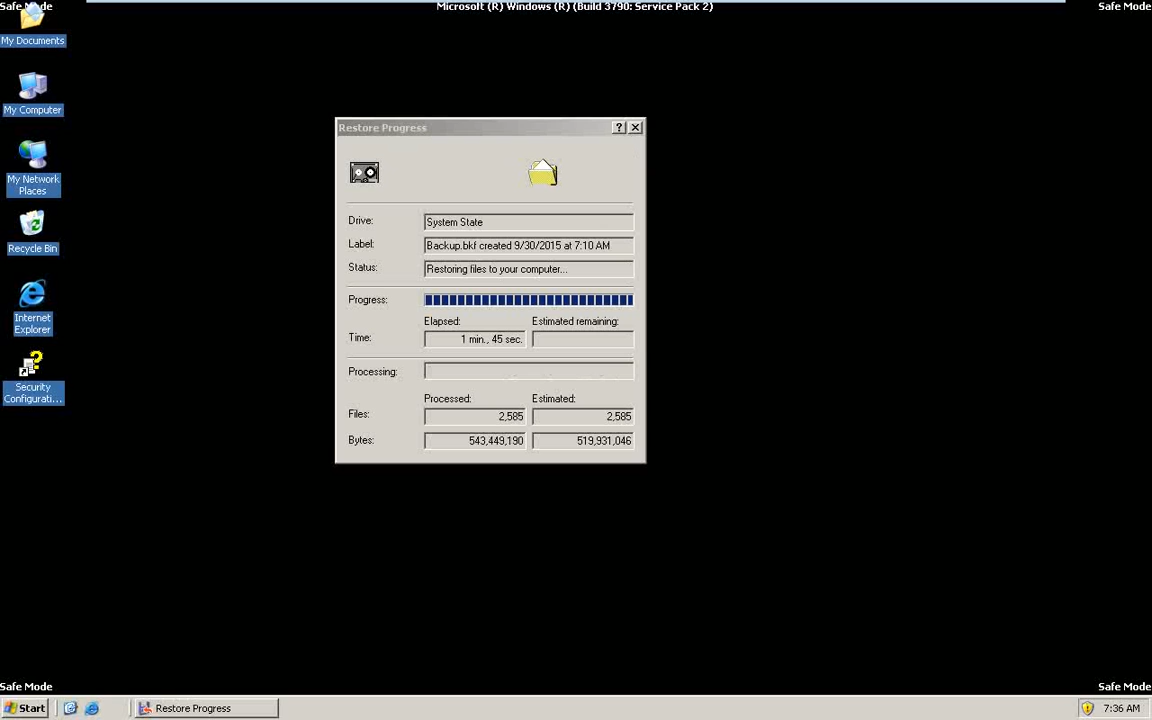 Safe Mode
Microsoft (R) Windows (R) (Build 3790: Service Pack 2)
Safe Mode
My Documents
My Computer
My Network
Places
Recycle Bin
Internet
Explorer
Security
Configurati...
Restore Progress
Drive:
System State
Label:
Backup.bkf created 9/30/2015 at 7:10 AM
Status:
Restoring files to your computer...
Progress:
Elapsed:
Estimated remaining:
Time:
1 min., 45 sec.
Processing:
Processed:
Estimated:
Files:
2,585
2,585
Bytes:
543,449,190
519,931,046
Safe Mode
Safe Mode
Start
Restore Progress
7:36 AM